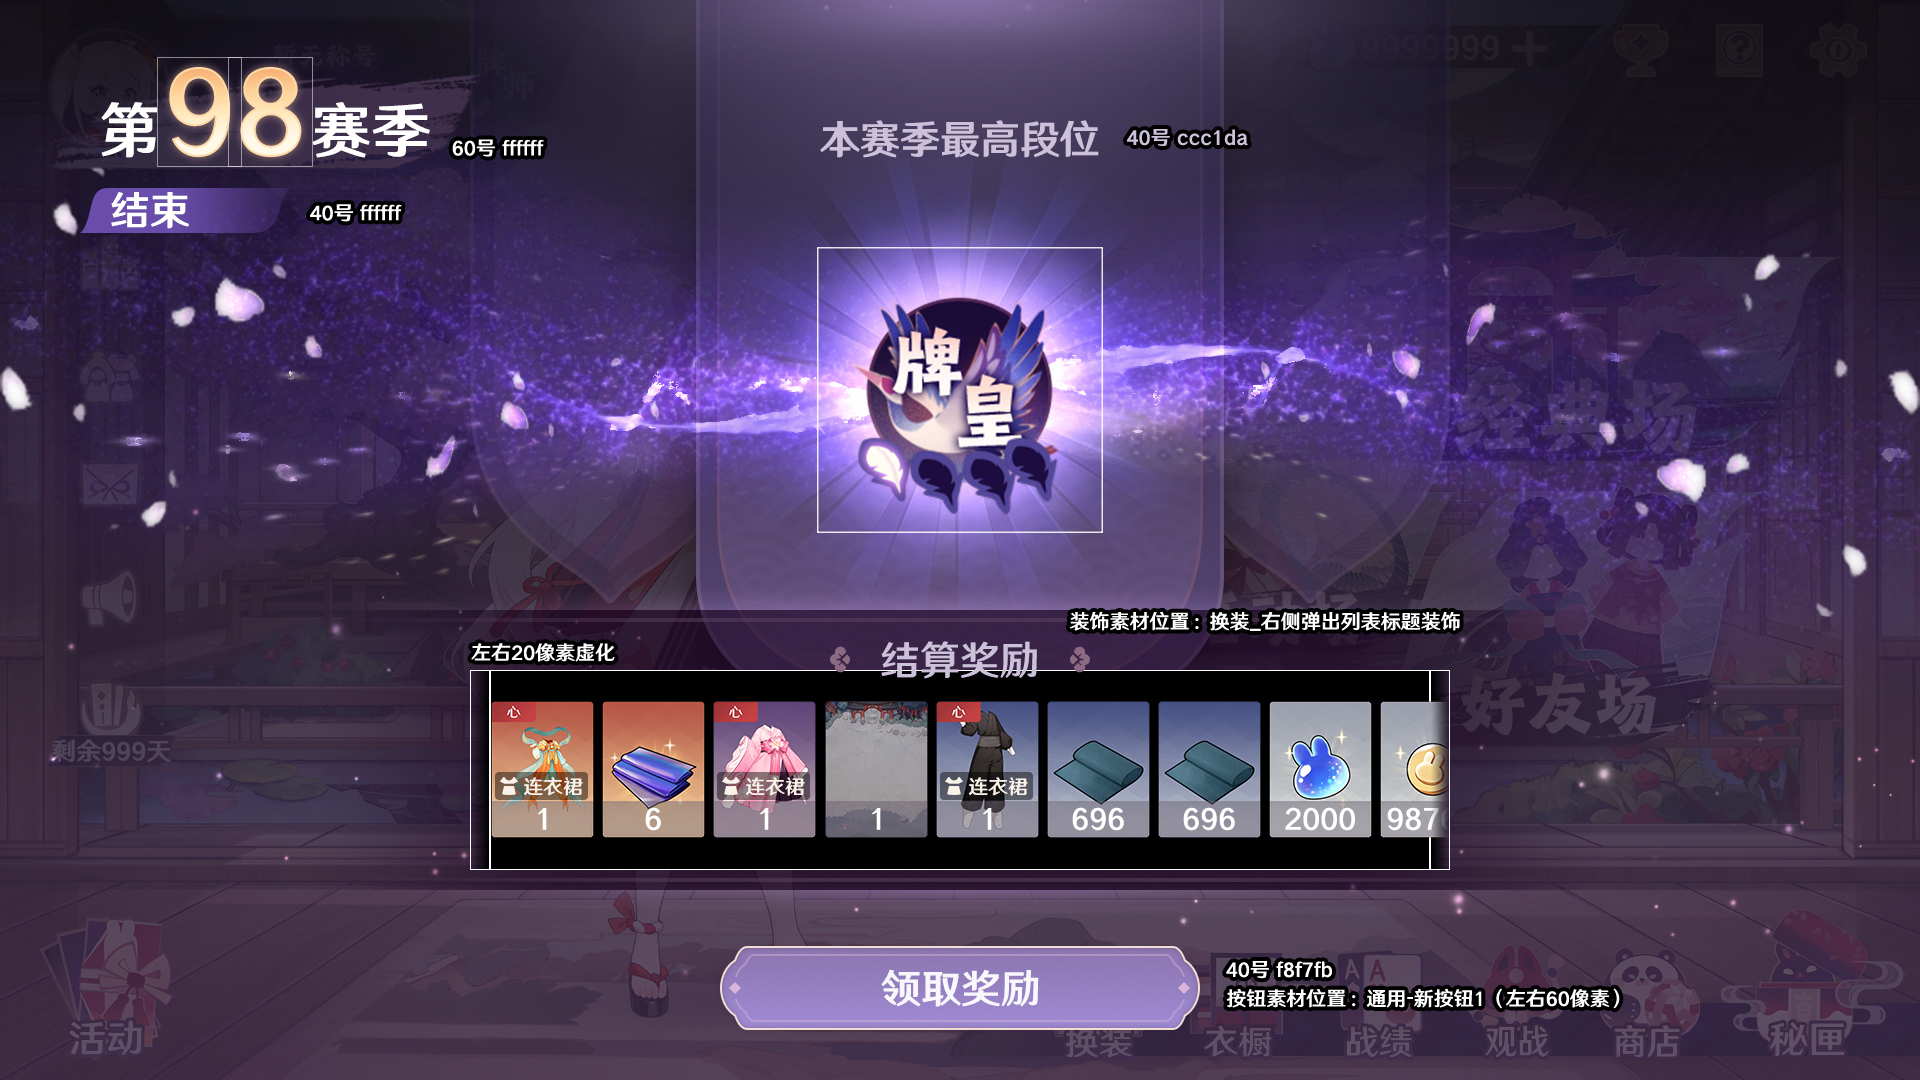 暂无称号
9999999
第98赛季
60号 ffffff
本赛季最高段位
40号 ccc1da
结束
40号 ffffff
牌皇
经典场
装饰素材位置：换装_右侧弹出列表标题装饰
左右20像素虚化
结算奖励
好友场
剩余999天
心
心
心
连衣裙
连衣裙
连衣裙
1
6
1
1
1
696
696
2000
987
领取奖励
40号 f8f7fb
按钮素材位置：通用-新按钮1（左右60像素）
活动
换装
衣橱
战绩
观战
商店
秘匣